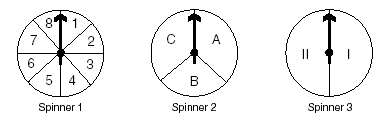 8 1
7 2
6 3
5 4
Spinner 1
C A
B
Spinner 2
II I
Spinner 3